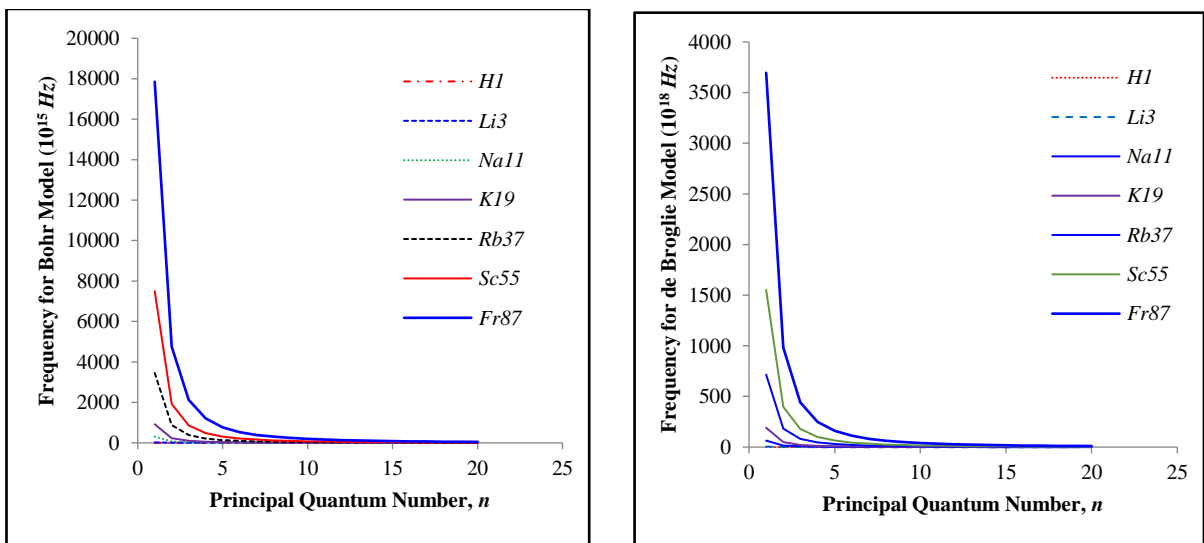 Frequency for Bohr Model (10¹⁵ Hz)
20000
18000
16000
14000
12000
10000
8000
6000
4000
2000
0
H1
Li3
Na11
K19
Rb37
Sc55
Fr87
0 5 10 15 20 25
Principal Quantum Number, n
Frequency for de Broglie Model (10¹⁸ Hz)
4000
3500
3000
2500
2000
1500
1000
500
0
H1
Li3
Na11
K19
Rb37
Sc55
Fr87
0 5 10 15 20 25
Principal Quantum Number, n